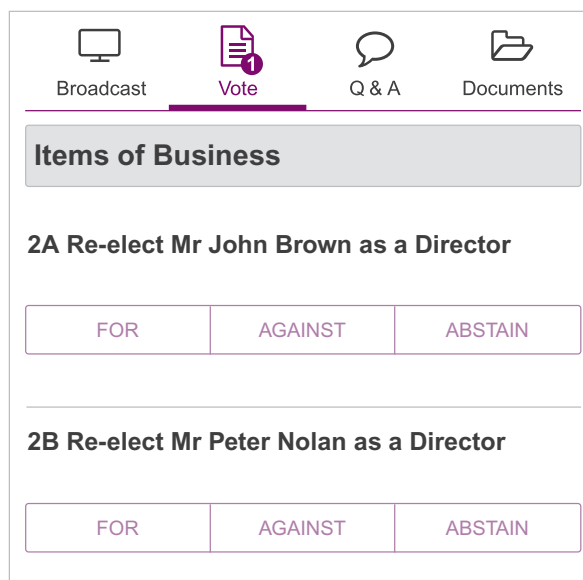 1
Broadcast Vote Q & A Documents
Items of Business
2A Re-elect Mr John Brown as a Director
FOR AGAINST ABSTAIN
2B Re-elect Mr Peter Nolan as a Director
FOR AGAINST ABSTAIN